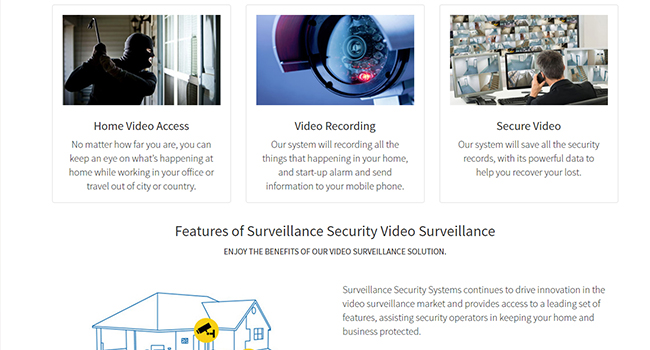 Home Video Access
No matter how far you are, you can
keep an eye on what's happening at
home while working in your office or
travel out of city or country.
Video Recording
Our system will recording all the
things that happening in your home,
and start-up alarm and send
information to your mobile phone.
Secure Video
Our system will save all the security
records, with its powerful data to
help you recover your lost.
Features of Surveillance Security Video Surveillance
ENJOY THE BENEFITS OF OUR VIDEO SURVEILLANCE SOLUTION.
Surveillance Security Systems continues to drive innovation in the
video surveillance market and provides access to a leading set of
features, assisting security operators in keeping your home and
business protected.